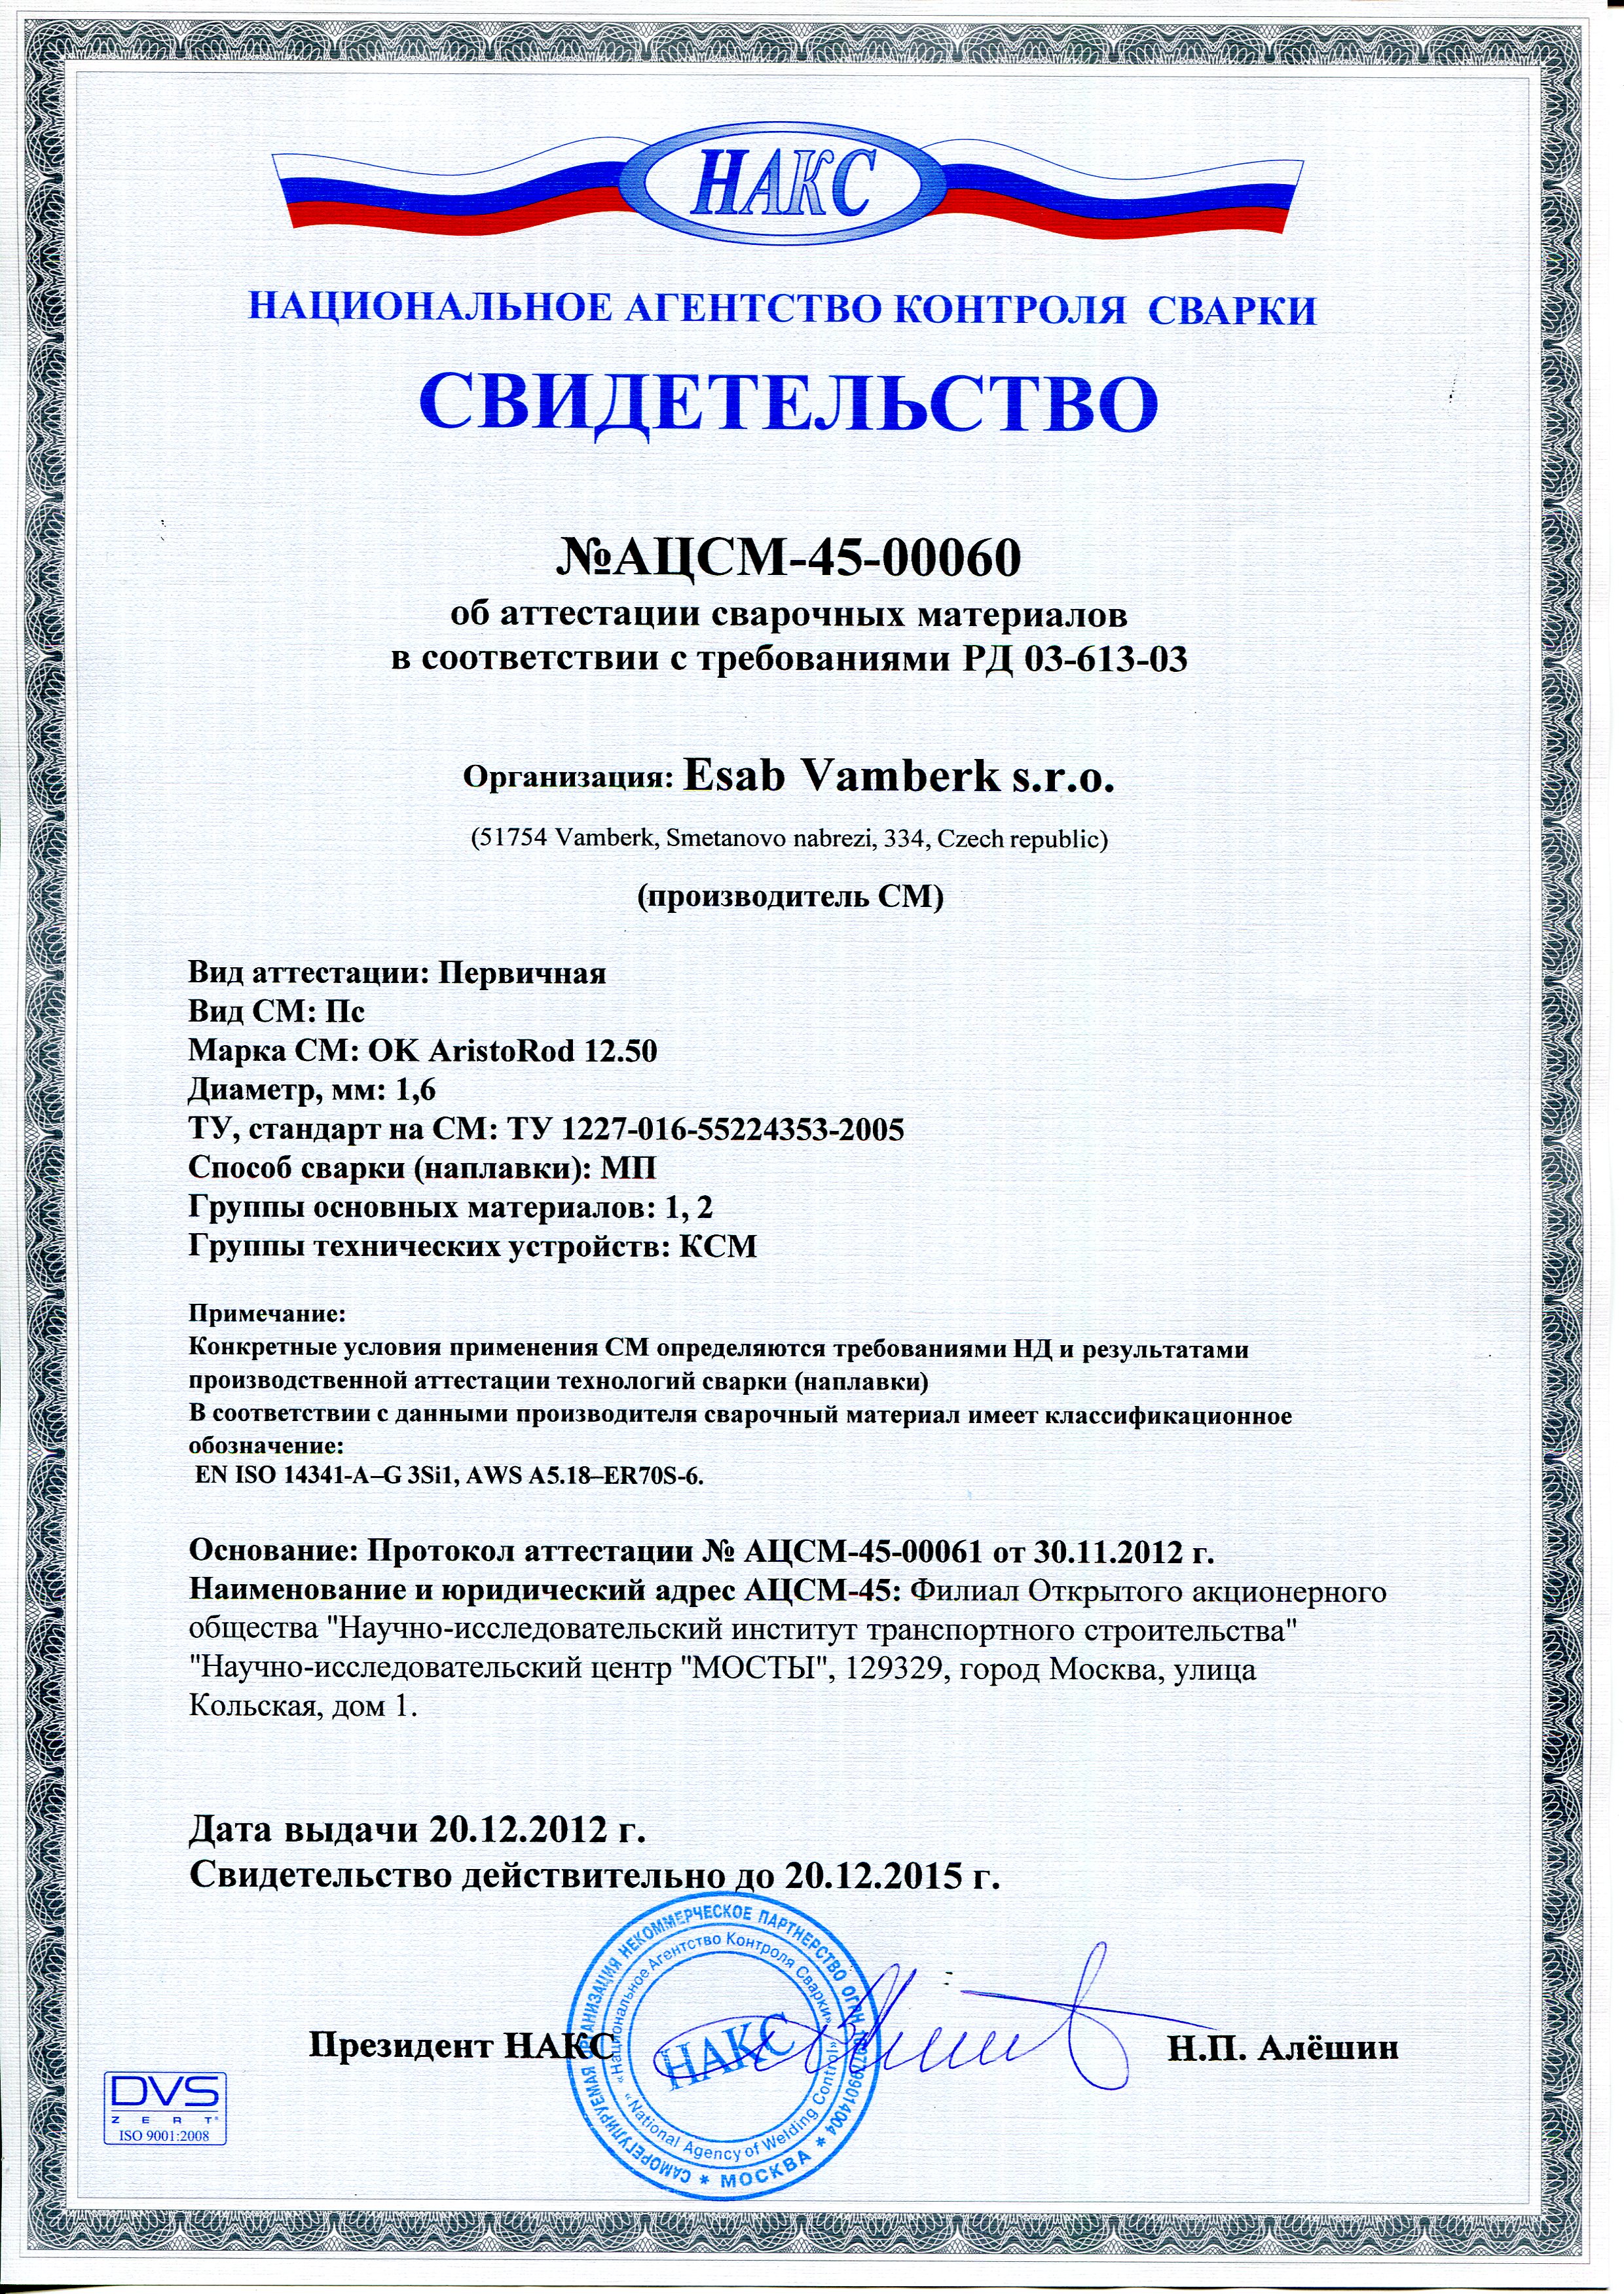 НАКС
НАЦИОНАЛЬНОЕ АГЕНТСТВО КОНТРОЛЯ СВАРКИ
СВИДЕТЕЛЬСТВО
№АЦСМ-45-00060
об аттестации сварочных материалов
в соответствии с требованиями РД 03-613-03
Организация: Esab Vamberk s.r.o.
(51754 Vamberk, Smetanovo nabrezi, 334, Czech republic)
(производитель СМ)
Вид аттестации: Первичная
Вид СМ: Пс
Марка СМ: OK AristoRod 12.50
Диаметр, мм: 1,6
ТУ, стандарт на СМ: ТУ 1227-016-55224353-2005
Способ сварки (наплавки): МП
Группы основных материалов: 1, 2
Группы технических устройств: КСМ
Примечание:
Конкретные условия применения СМ определяются требованиями НД и результатами
производственной аттестации технологий сварки (наплавки)
В соответствии с данными производителя сварочный материал имеет классификационное
обозначение:
EN ISO 14341-A–G 3Si1, AWS A5.18–ER70S-6.
Основание: Протокол аттестации № АЦСМ-45-00061 от 30.11.2012 г.
Наименование и юридический адрес АЦСМ-45: Филиал Открытого акционерного
общества "Научно-исследовательский институт транспортного строительства"
"Научно-исследовательский центр "МОСТЫ", 129329, город Москва, улица
Кольская, дом 1.
Дата выдачи 20.12.2012 г.
Свидетельство действительно до 20.12.2015 г.
САМОРЕГУЛИРУЕМАЯ ОРГАНИЗАЦИЯ НЕКОММЕРЧЕСКОЕ ПАРТНЕРСТВО ОГРН
* МОСКВА *
«Национальное Агентство Контроля Сварки»
«National Agency of Welding Control»
НАКС
Президент НАКС
Н.П. Алёшин
DVS
ZERT®
ISO 9001:2008